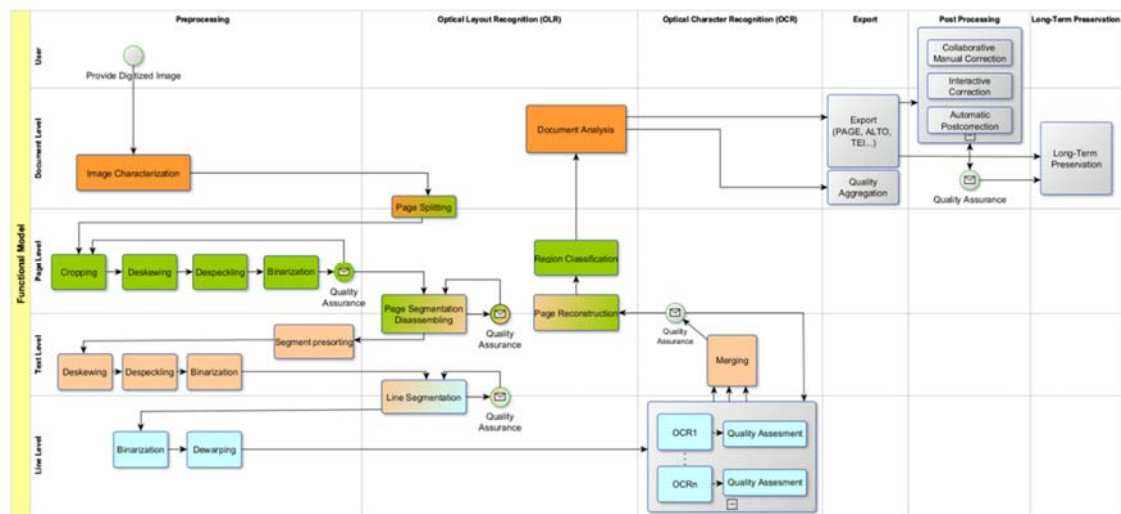 Preprocessing
Optical Layout Recognition (OLR)
Optical Character Recognition (OCR)
Export
Post Processing
Long-Term Preservation
Functional Model
User
Provide Digitized Image
Collaborative
Manual Correction
Interactive
Correction
Automatic
Postcorrection
Document Level
Image Characterization
Page Splitting
Document Analysis
Export
(PAGE, ALTO,
TEI...)
Quality
Aggregation
Quality Assurance
Long-Term
Preservation
Page Level
Cropping
Deskewing
Despeckling
Binarization
Quality
Assurance
Page Segmentation
Disassembling
Quality
Assurance
Region Classification
Page Reconstruction
Quality
Assurance
Text Level
Segment presorting
Deskewing
Despeckling
Binarization
Merging
Line Segmentation
Quality
Assurance
Line Level
Binarization
Dewarping
OCR1
Quality Assesment
OCRn
Quality Assesment